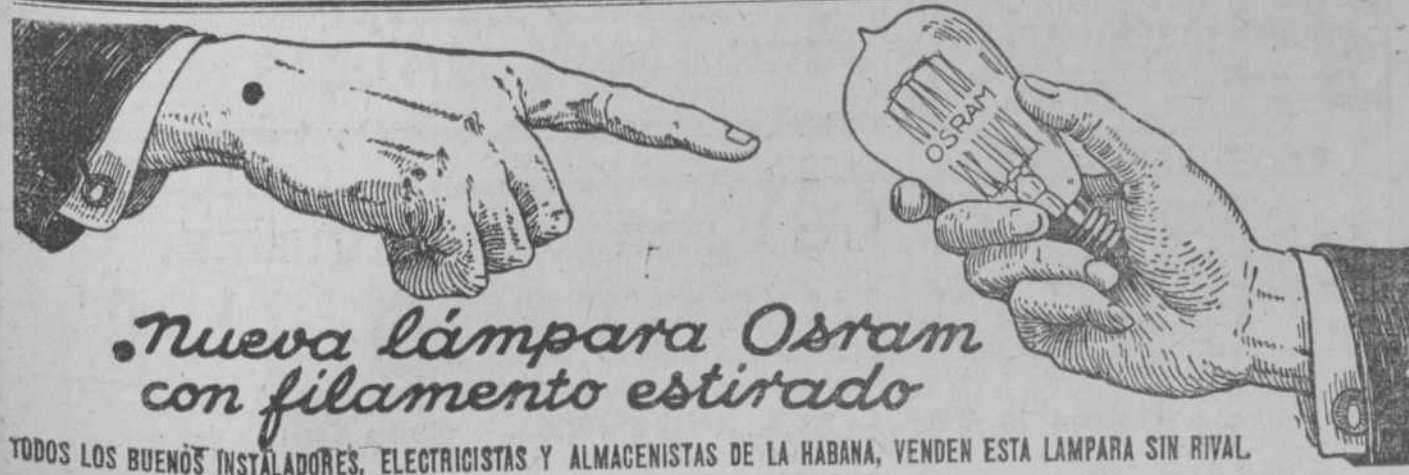 OSRAM
Nueva lámpara Osram
con filamento estirado
TODOS LOS BUENOS INSTALADORES, ELECTRICISTAS Y ALMACENISTAS DE LA HABANA, VENDEN ESTA LAMPARA SIN RIVAL.